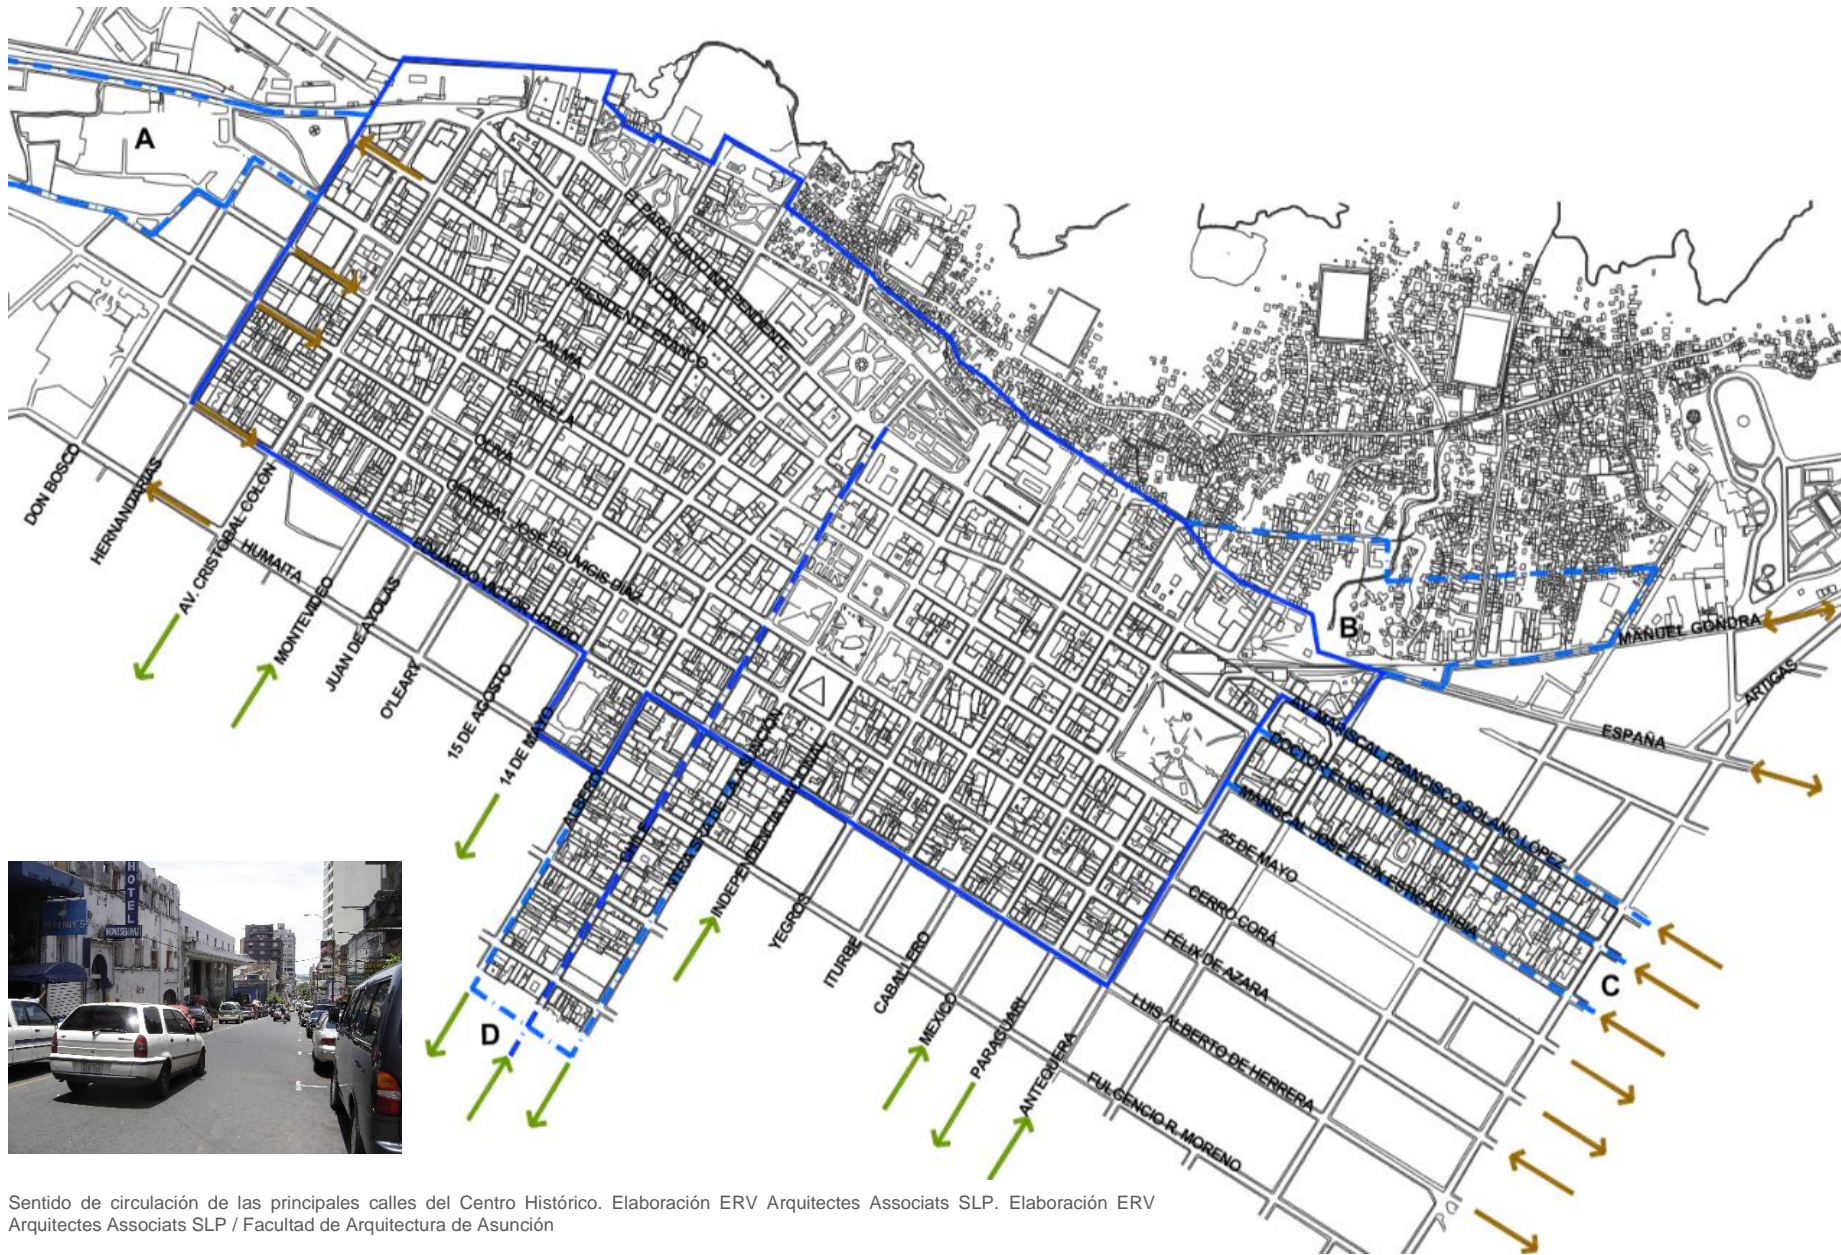 A
EL PARAGUAYO INDEPENDIENTE
BENJAMIN CONSTANT
PRESIDENTE FRANCO
PALMA
ESTRELLA
OLIVA
GENERAL JOSE EDUVIGIS DIAZ
EDUARDO VICTOR HAEDO
HUMAITA
DON BOSCO
HERNANDARIAS
AV. CRISTOBAL COLON
MONTEVIDEO
JUAN DE AYOLAS
O'LEARY
15 DE AGOSTO
14 DE MAYO
ALBERDI
CHILE
NTRA SRA DE LA ASUNCIÓN
INDEPENDENCIA NACIONAL
YEGROS
ITURBE
CABALLERO
MEXICO
PARAGUARI
ANTEQUERA
B
MANUEL GONDRA
ARTIGAS
ESPAÑA
AV. MARISCAL FRANCISCO SOLANO LÓPEZ
DOCTOR ELIGIO AYALA
MARISCAL JOSE FELIX ESTIGARRIBIA
25 DE MAYO
CERRO CORÁ
FÉLIX DE AZARA
LUIS ALBERTO DE HERRERA
FULGENCIO R. MORENO
C
D
HOTEL
Sentido de circulación de las principales calles del Centro Histórico. Elaboración ERV Arquitectes Associats SLP. Elaboración ERV
Arquitectes Associats SLP / Facultad de Arquitectura de Asunción